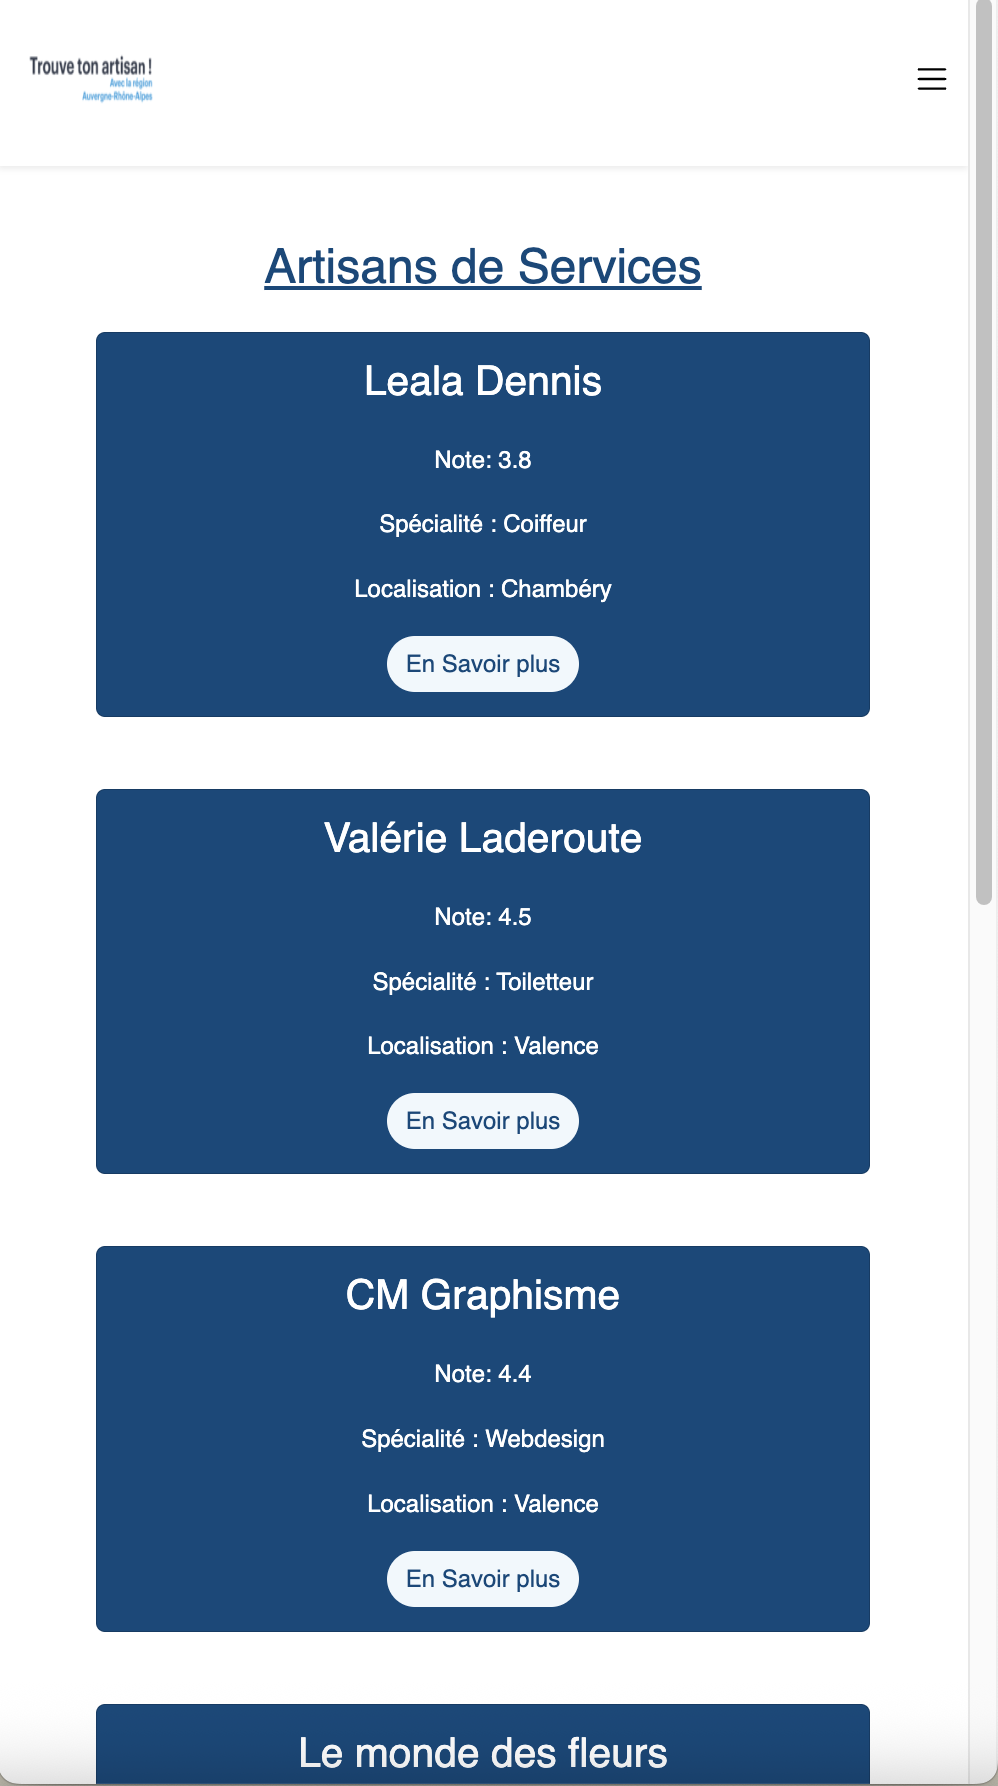 Trouve ton artisan !
Avec la région
Auvergne-Rhône-Alpes
Artisans de Services
Leala Dennis
Note: 3.8
Spécialité : Coiffeur
Localisation : Chambéry
En Savoir plus
Valérie Laderoute
Note: 4.5
Spécialité : Toiletteur
Localisation : Valence
En Savoir plus
CM Graphisme
Note: 4.4
Spécialité : Webdesign
Localisation : Valence
En Savoir plus
Le monde des fleurs